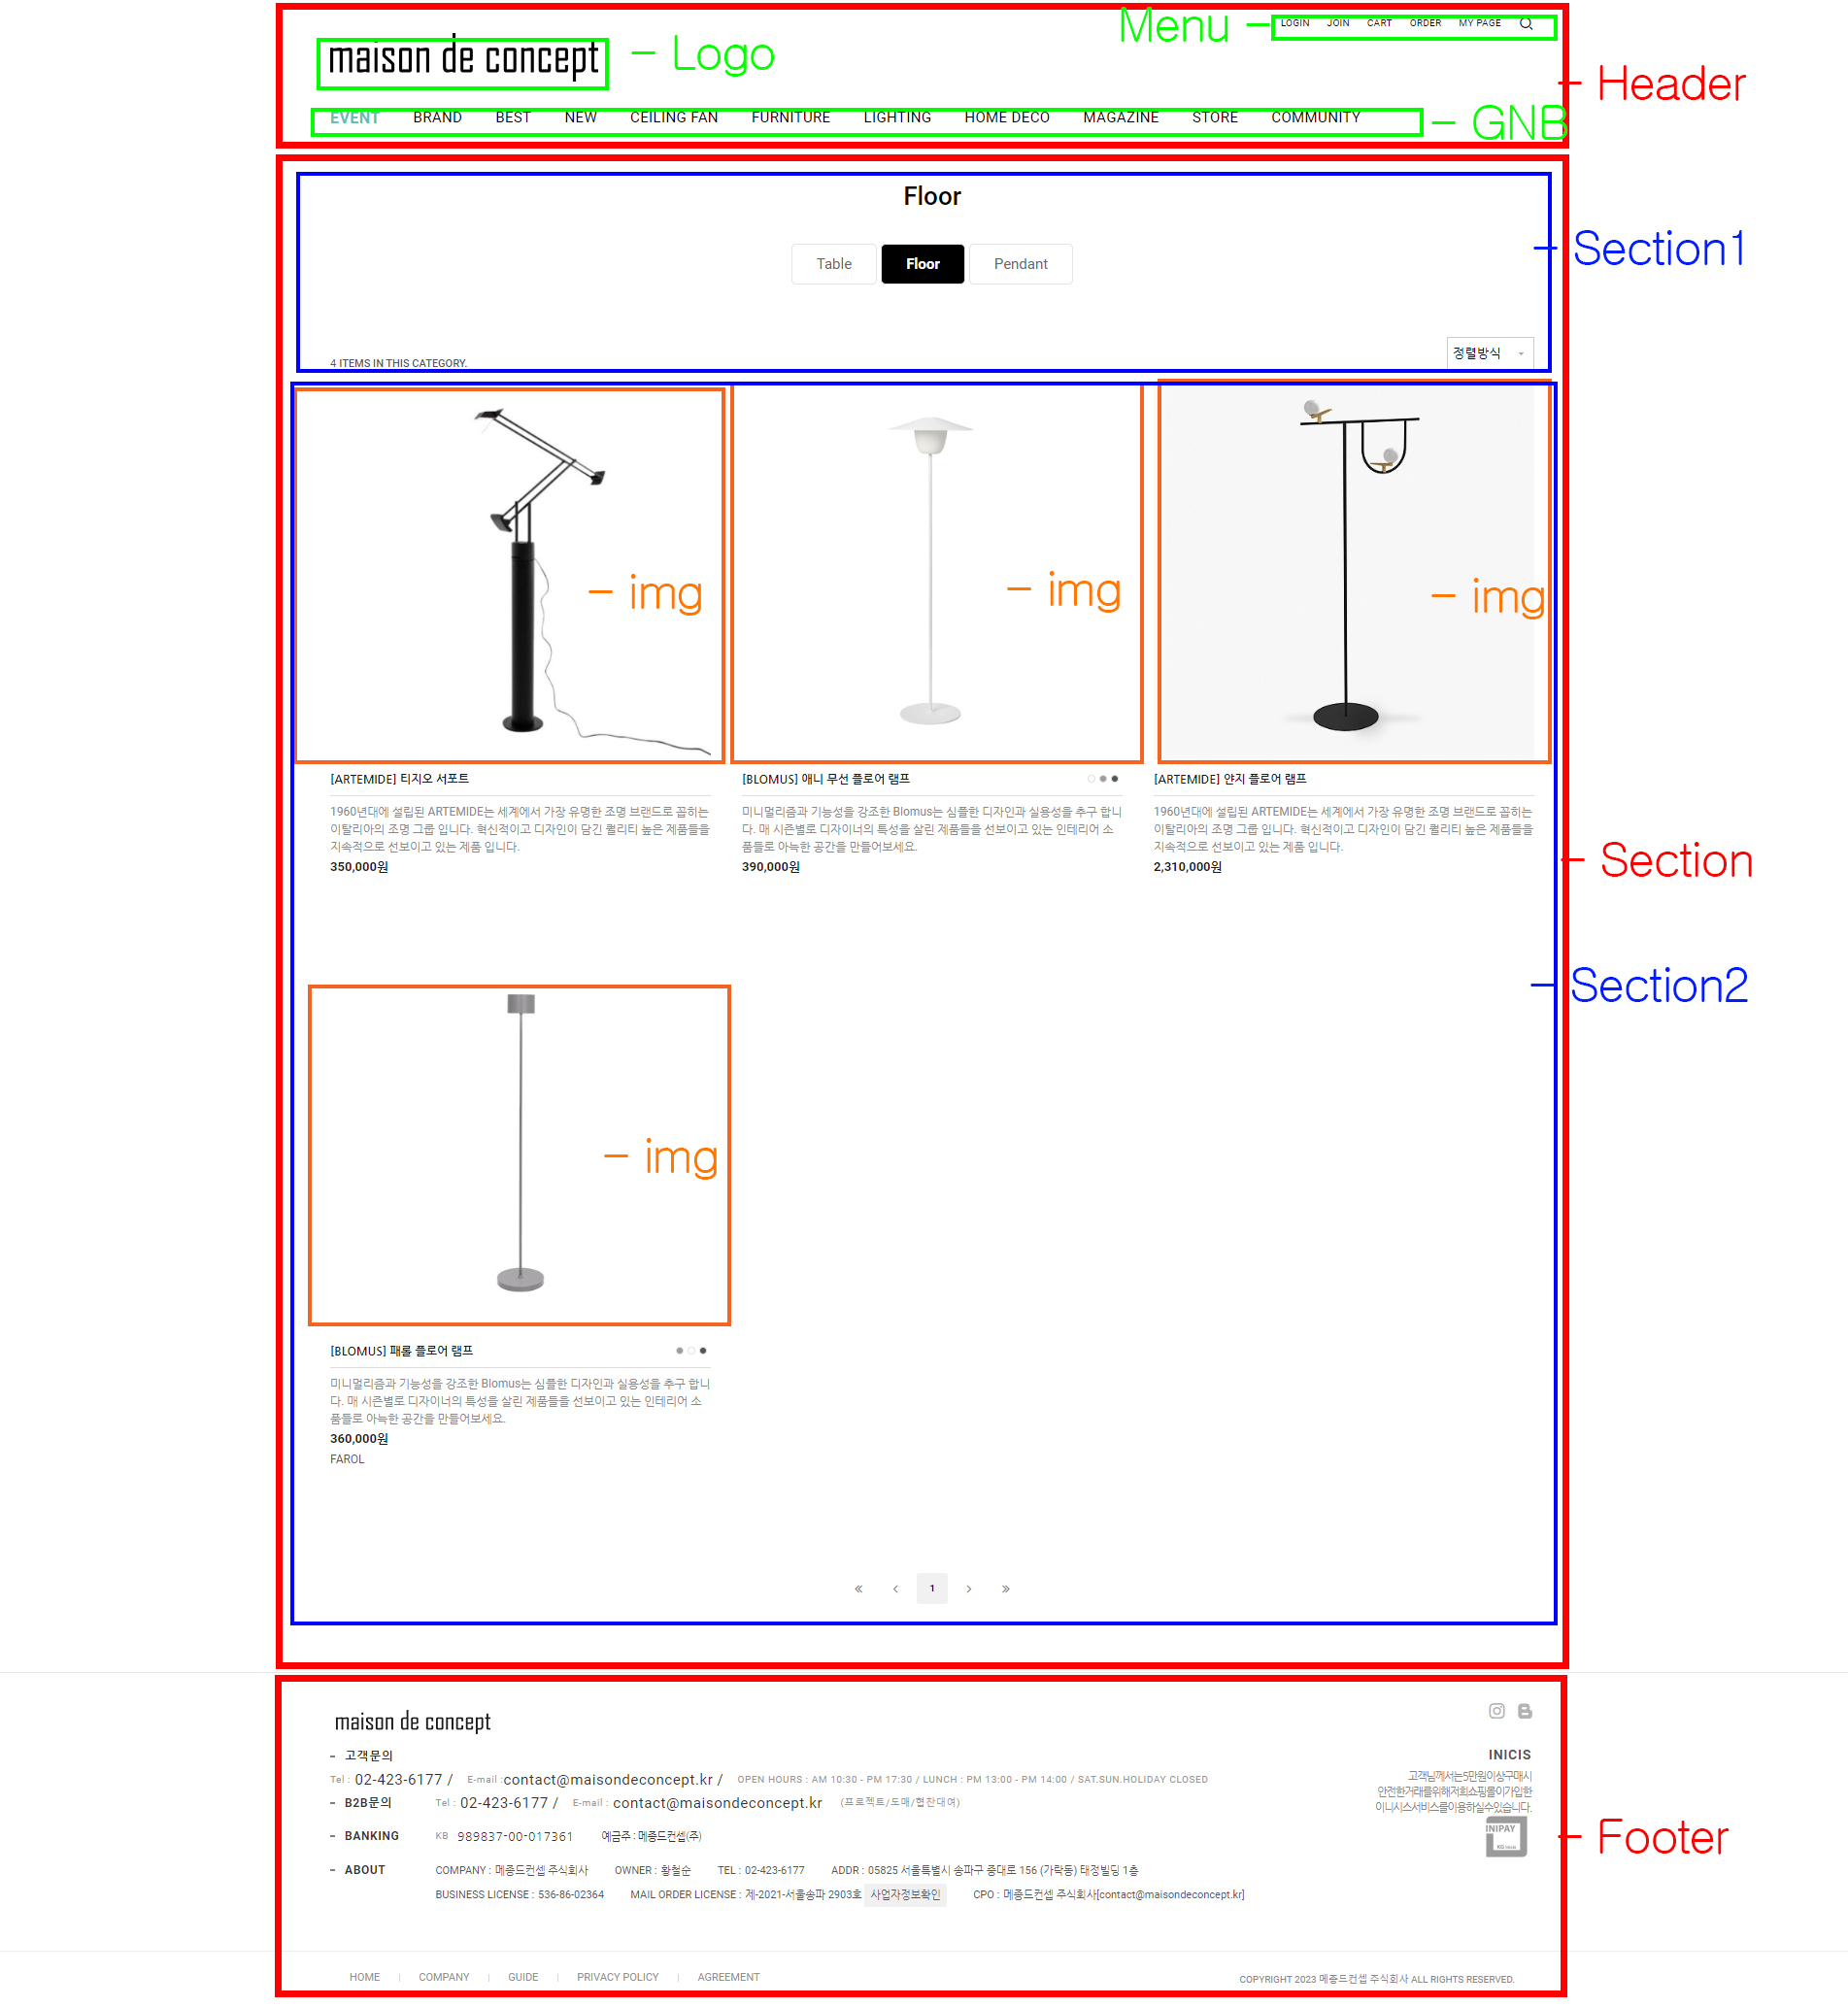 Menu - LOGIN JOIN CART ORDER MY PAGE
maison de concept - Logo
- Header
EVENT BRAND BEST NEW CEILING FAN FURNITURE LIGHTING HOME DECO MAGAZINE STORE COMMUNITY - GNB
Floor
- Section1
Table Floor Pendant
4 ITEMS IN THIS CATEGORY. 정렬방식
- img - img - img
[ARTEMIDE] 티지오 서포트
1960년대에 설립된 ARTEMIDE는 세계에서 가장 유명한 조명 브랜드로 꼽히는
이탈리아의 조명 그룹 입니다. 혁신적이고 디자인이 담긴 퀄리티 높은 제품들을
지속적으로 선보이고 있는 제품 입니다.
350,000원
[BLOMUS] 애니 무선 플로어 램프
미니멀리즘과 기능성을 강조한 Blomus는 심플한 디자인과 실용성을 추구 합니
다. 매 시즌별로 디자이너의 특성을 살린 제품들을 선보이고 있는 인테리어 소
품들로 아늑한 공간을 만들어보세요.
390,000원
[ARTEMIDE] 얀지 플로어 램프
1960년대에 설립된 ARTEMIDE는 세계에서 가장 유명한 조명 브랜드로 꼽히는
이탈리아의 조명 그룹 입니다. 혁신적이고 디자인이 담긴 퀄리티 높은 제품들을
지속적으로 선보이고 있는 제품 입니다.
2,310,000원
- Section
- Section2
- img
[BLOMUS] 패롤 플로어 램프
미니멀리즘과 기능성을 강조한 Blomus는 심플한 디자인과 실용성을 추구 합니
다. 매 시즌별로 디자이너의 특성을 살린 제품들을 선보이고 있는 인테리어 소
품들로 아늑한 공간을 만들어보세요.
360,000원
FAROL
« ‹ 1 › »
maison de concept
- 고객문의
Tel : 02-423-6177 / E-mail :contact@maisondeconcept.kr / OPEN HOURS : AM 10:30 - PM 17:30 / LUNCH : PM 13:00 - PM 14:00 / SAT.SUN.HOLIDAY CLOSED
- B2B문의 Tel : 02-423-6177 / E-mail : contact@maisondeconcept.kr (프로젝트/도매/협찬대여)
- BANKING KB 989837-00-017361 예금주 : 메종드컨셉(주)
- ABOUT COMPANY : 메종드컨셉 주식회사 OWNER : 황철순 TEL : 02-423-6177 ADDR : 05825 서울특별시 송파구 중대로 156 (가락동) 태정빌딩 1층
BUSINESS LICENSE : 536-86-02364 MAIL ORDER LICENSE : 제-2021-서울송파 2903호 사업자정보확인 CPO : 메종드컨셉 주식회사[contact@maisondeconcept.kr]
INICIS
고객님께서는5만원이상구매시
안전한거래를위해저희쇼핑몰이가입한
이니시스서비스를이용하실수있습니다.
INIPAY
KG inicis
- Footer
HOME | COMPANY | GUIDE | PRIVACY POLICY | AGREEMENT
COPYRIGHT 2023 메종드컨셉 주식회사 ALL RIGHTS RESERVED.